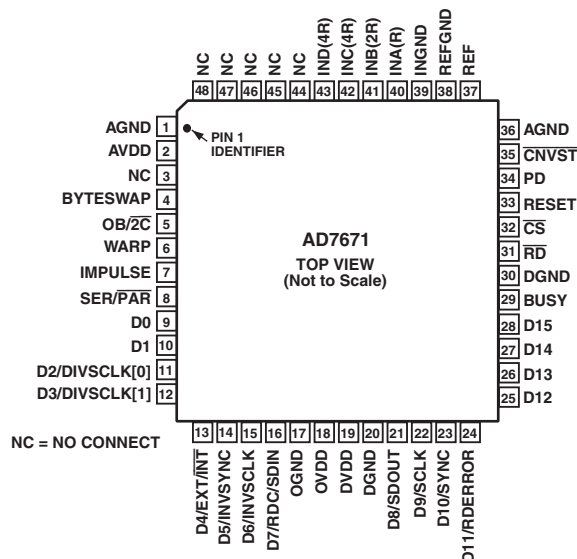 NC
NC
NC
NC
NC
IND(4R)
INC(4R)
INB(2R)
INA(R)
INGND
REFGND
REF
48 47 46 45 44 43 42 41 40 39 38 37
AGND 1
AVDD 2
NC 3
BYTESWAP 4
OB/2C̅ 5
WARP 6
IMPULSE 7
SER/P̅A̅R̅ 8
D0 9
D1 10
D2/DIVSCLK[0] 11
D3/DIVSCLK[1] 12
PIN 1
IDENTIFIER
AD7671
TOP VIEW
(Not to Scale)
36 AGND
35 C̅N̅V̅S̅T̅
34 PD
33 RESET
32 C̅S̅
31 R̅D̅
30 DGND
29 BUSY
28 D15
27 D14
26 D13
25 D12
NC = NO CONNECT
13 14 15 16 17 18 19 20 21 22 23 24
D4/EXT/I̅N̅T̅
D5/INVSYNC
D6/INVSCLK
D7/RDC/SDIN
OGND
OVDD
DVDD
DGND
D8/SDOUT
D9/SCLK
D10/SYNC
D11/RDERROR